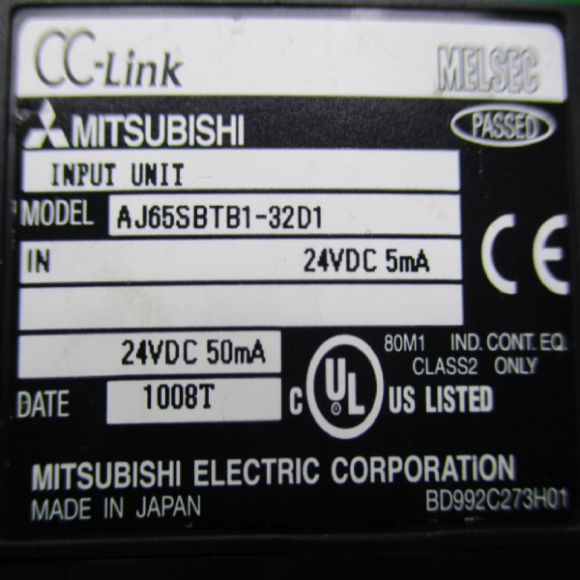 CC-Link MELSEC
MITSUBISHI PASSED
INPUT UNIT
MODEL AJ65SBTB1-32D1
IN 24VDC 5mA
CE
24VDC 50mA
80M1 IND. CONT. EQ.
CLASS2 ONLY
DATE 1008T
C UL US LISTED
MITSUBISHI ELECTRIC CORPORATION
MADE IN JAPAN BD992C273H01